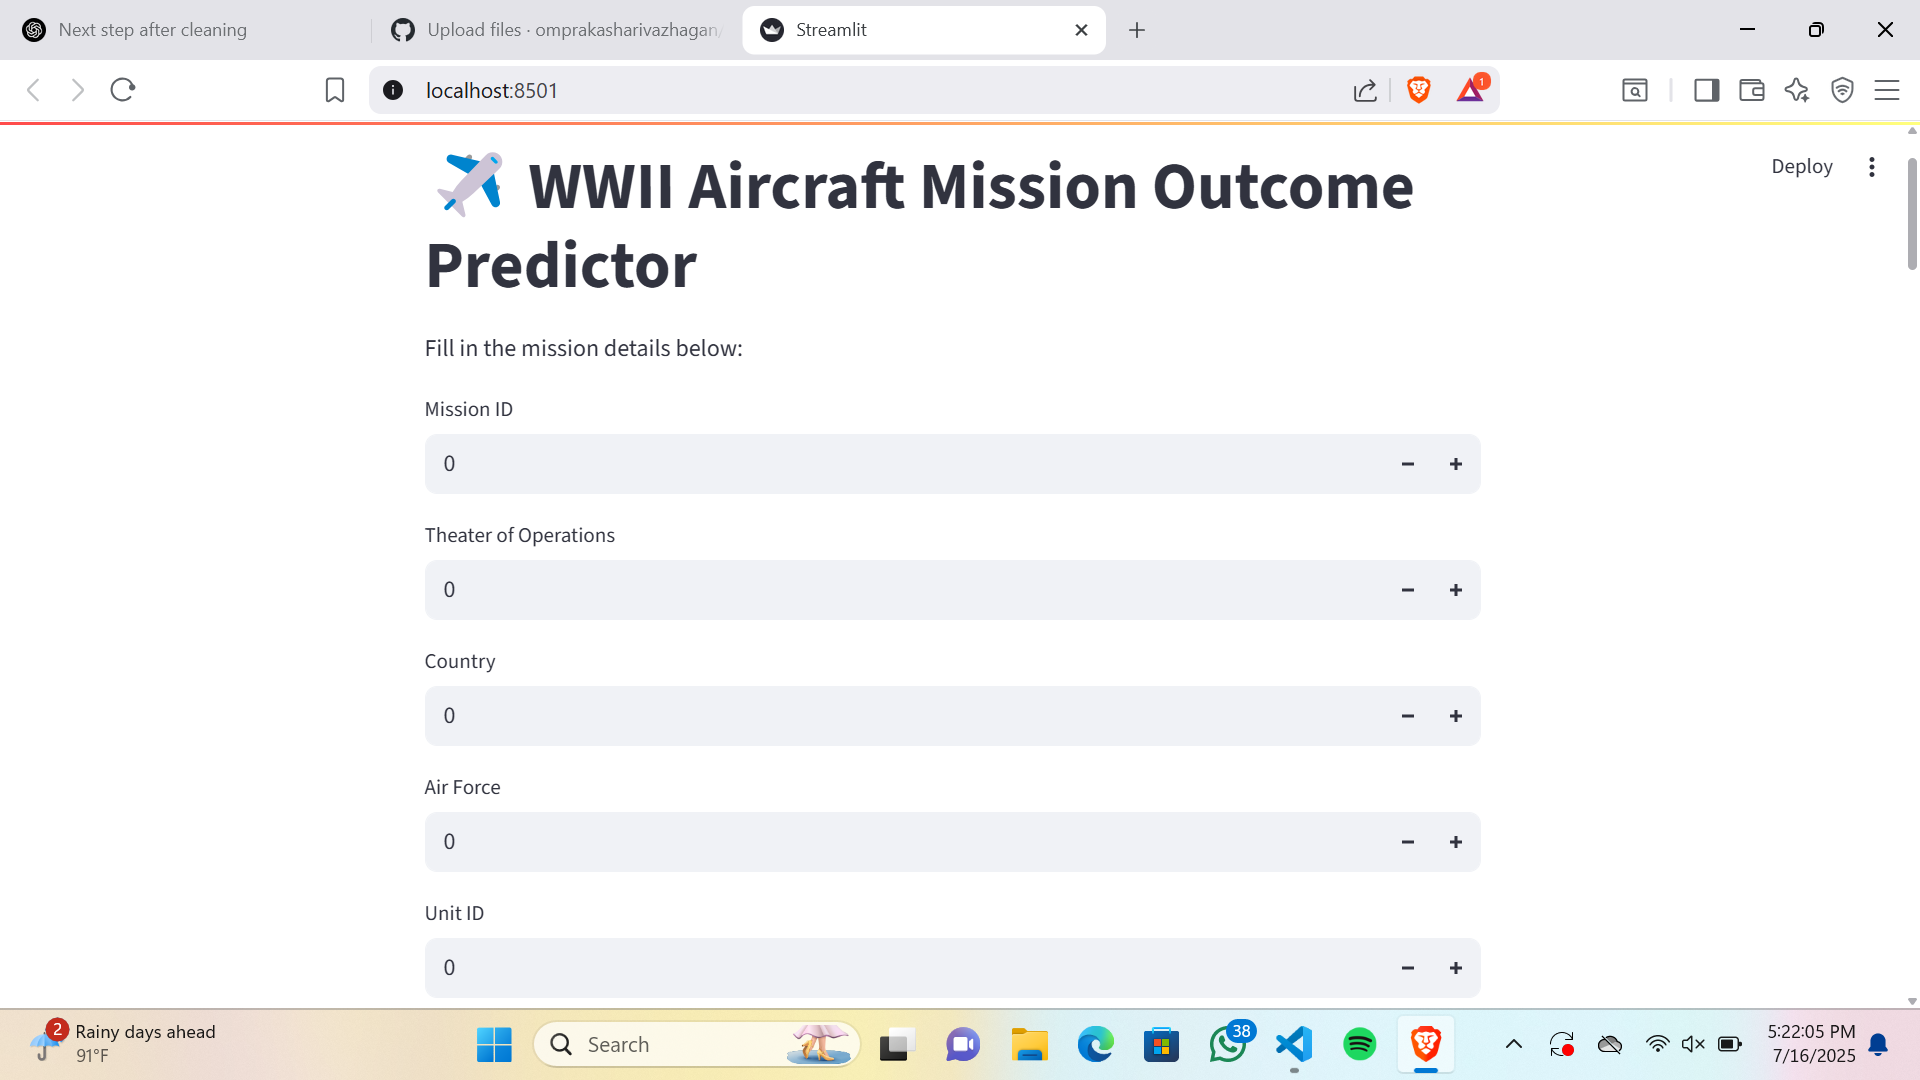 Next step after cleaning
Upload files · omprakasharivazhagan/
Streamlit
localhost:8501
1
Deploy
WWII Aircraft Mission Outcome
Predictor
Fill in the mission details below:
Mission ID
0
Theater of Operations
0
Country
0
Air Force
0
Unit ID
0
2
Rainy days ahead
91°F
Search
38
5:22:05 PM
7/16/2025